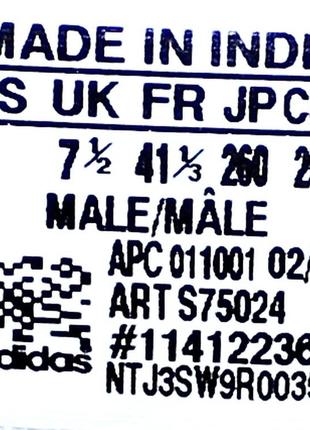 MADE IN INDI
S UK FR JP C
7½ 41⅓ 260 2
MALE/MÂLE
APC 011001 02/
ART S75024
#11412236
adidas
NTJ3SW9R0035